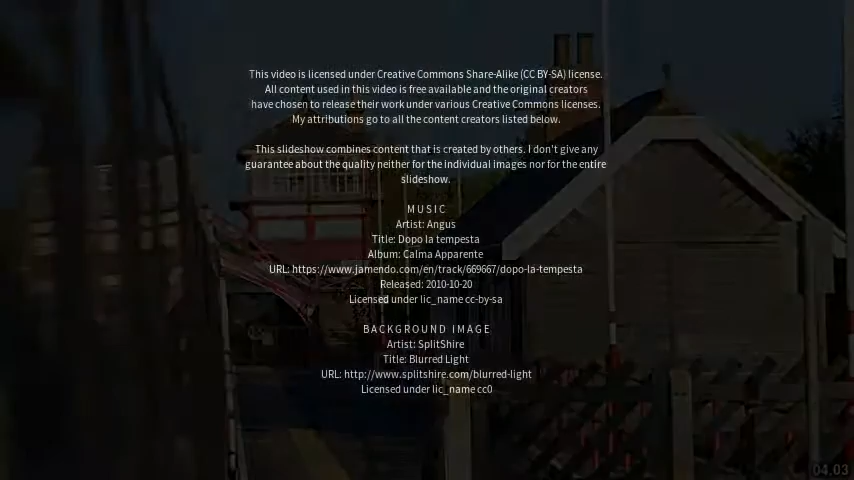 This video is licensed under Creative Commons Share-Alike (CC BY-SA) license.
All content used in this video is free available and the original creators
have chosen to release their work under various Creative Commons licenses.
My attributions go to all the content creators listed below.
This slideshow combines content that is created by others. I don't give any
guarantee about the quality neither for the individual images nor for the entire
slideshow.
MUSIC
Artist: Angus
Title: Dopo la tempesta
Album: Calma Apparente
URL: https://www.jamendo.com/en/track/669667/dopo-la-tempesta
Released: 2010-10-20
Licensed under lic_name cc-by-sa
BACKGROUND IMAGE
Artist: SplitShire
Title: Blurred Light
URL: http://www.splitshire.com/blurred-light
Licensed under lic_name cc0
04.03